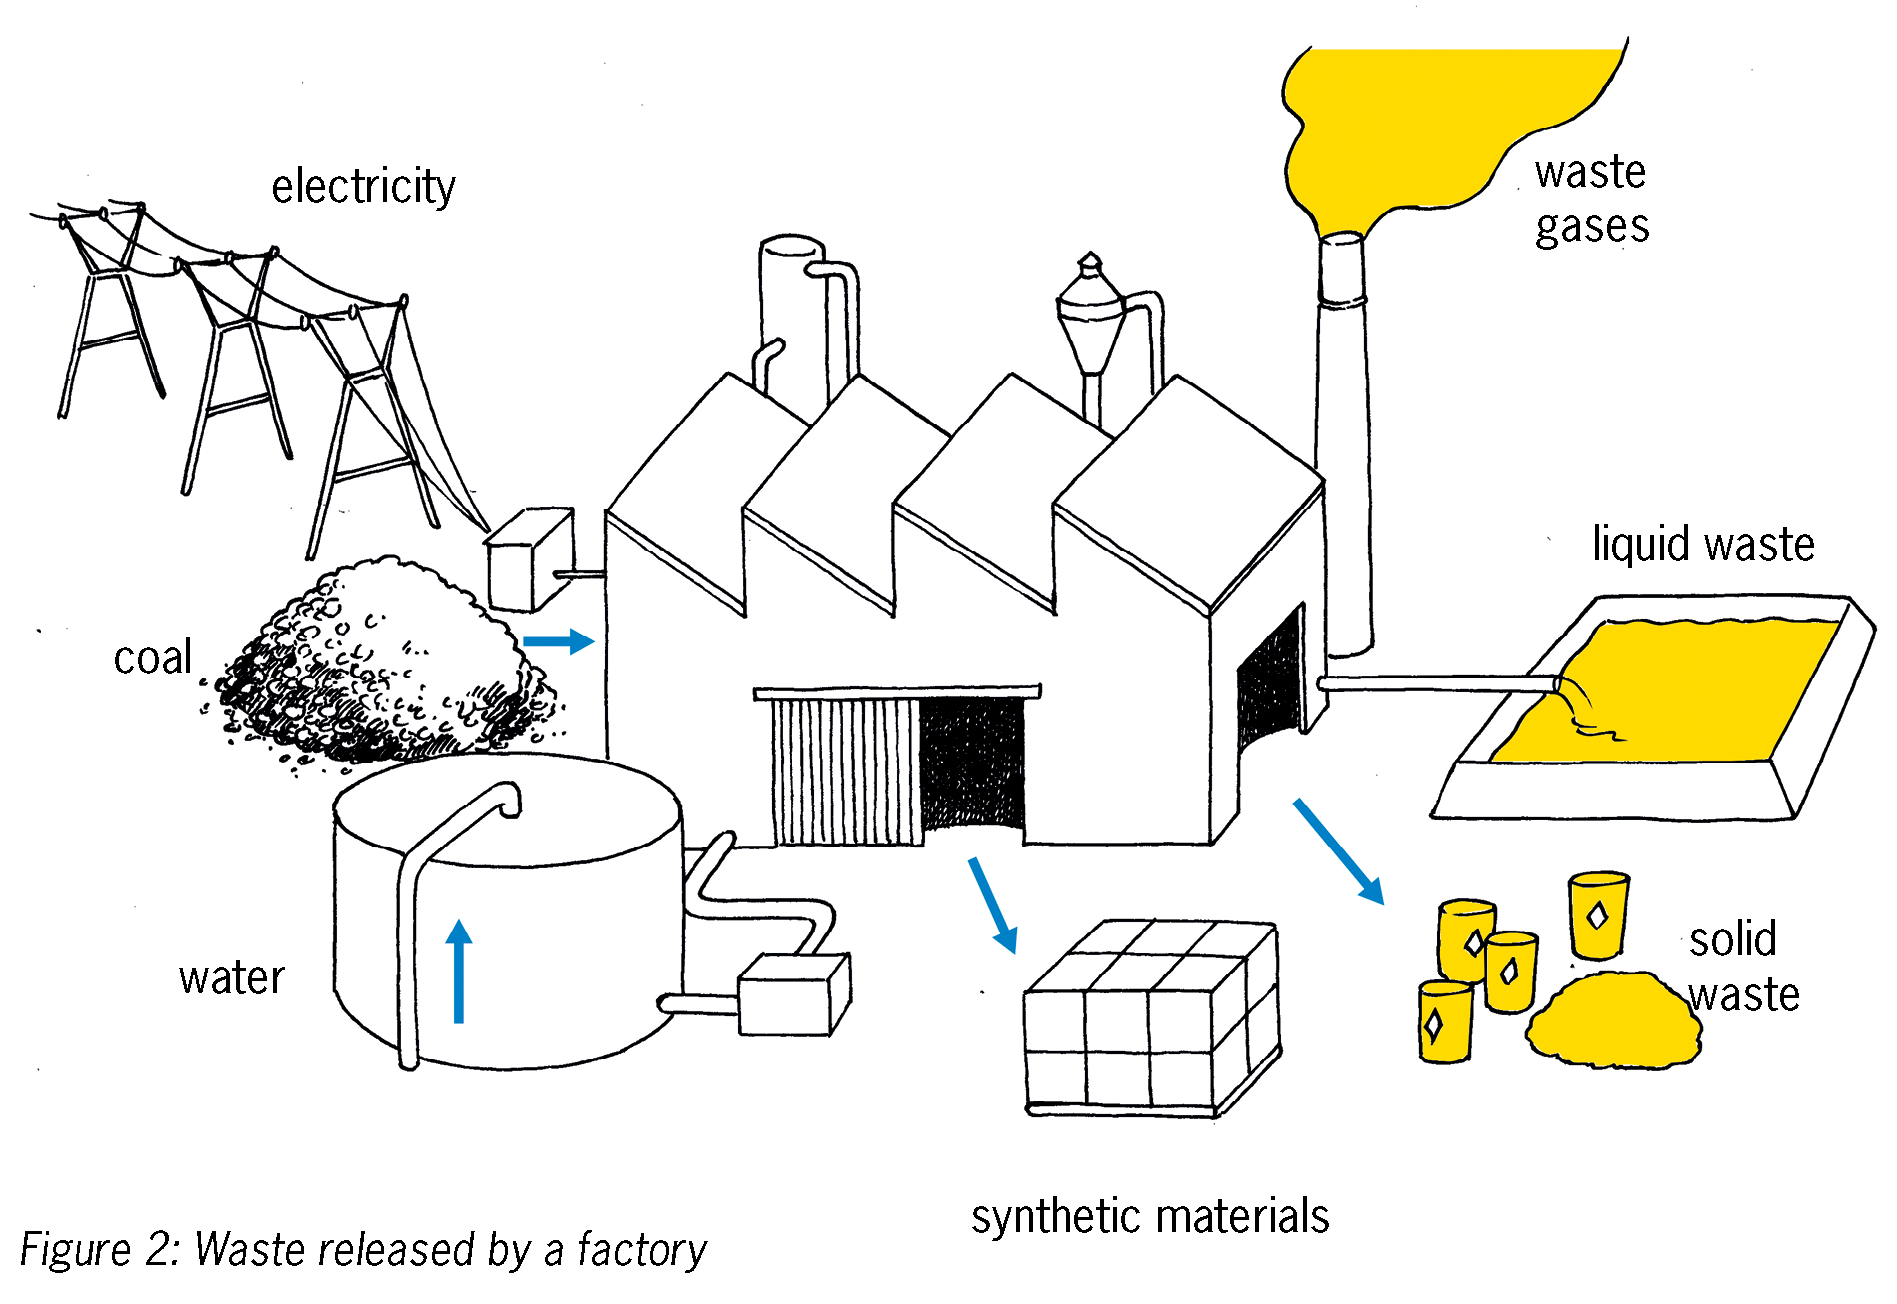 electricity
waste
gases
liquid waste
coal
solid
waste
water
synthetic materials
Figure 2: Waste released by a factory